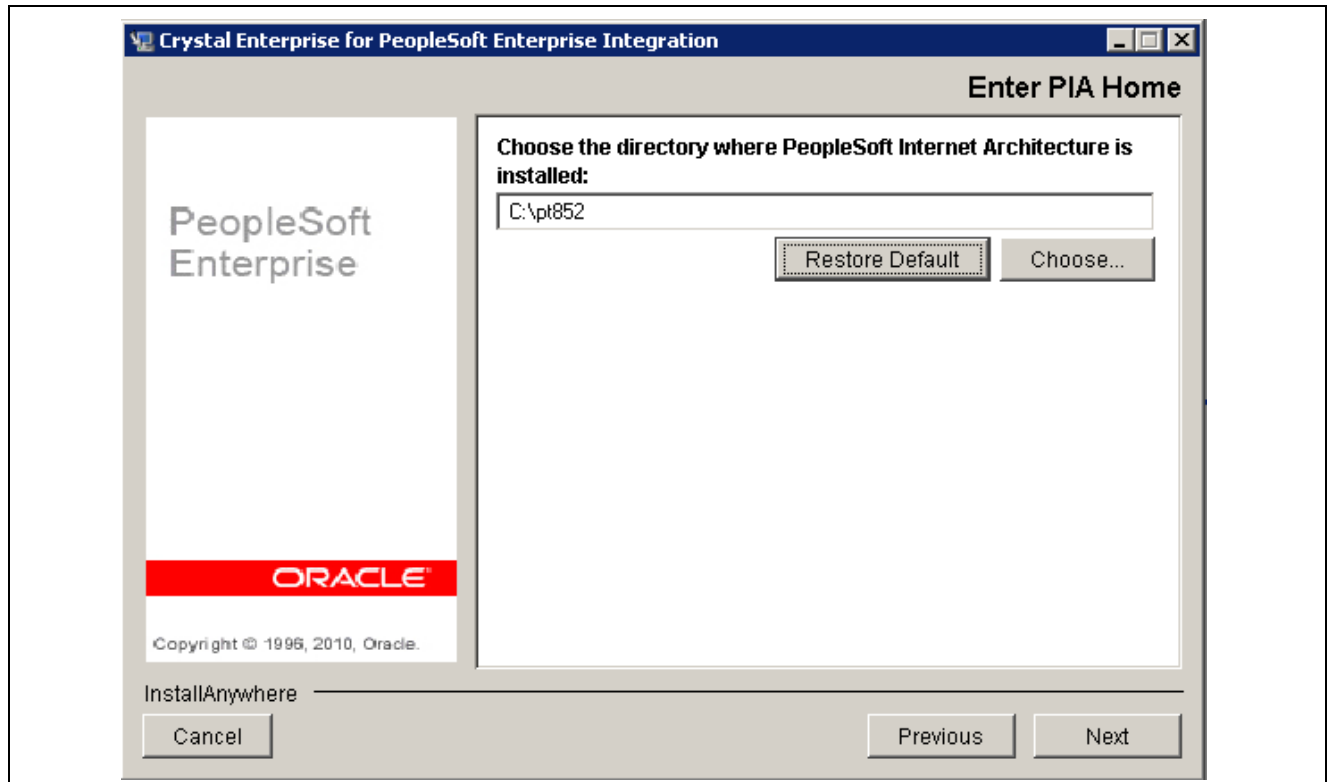 Crystal Enterprise for PeopleSoft Enterprise Integration
Enter PIA Home
Choose the directory where PeopleSoft Internet Architecture is
installed:
C:\pt852
Restore Default
Choose...
PeopleSoft
Enterprise
ORACLE
Copyright © 1996, 2010, Oracle.
InstallAnywhere
Cancel
Previous
Next